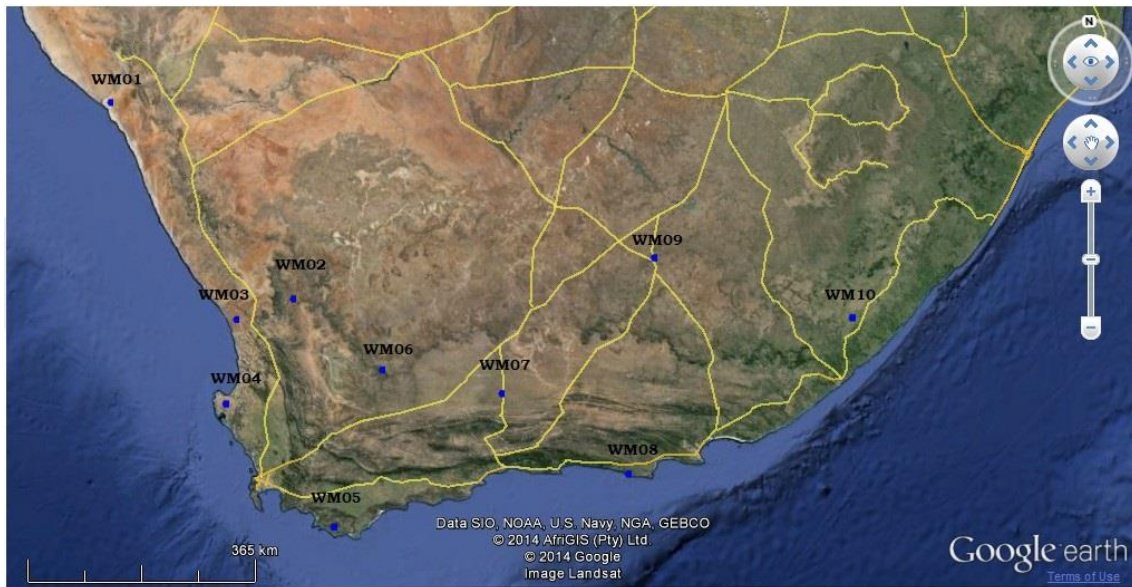 N
WM01
WM02
WM03
WM04
WM05
WM06
WM07
WM08
WM09
WM10
365 km
Data SIO, NOAA, U.S. Navy, NGA, GEBCO
© 2014 AfriGIS (Pty) Ltd.
© 2014 Google
Image Landsat
Google earth
Terms of Use